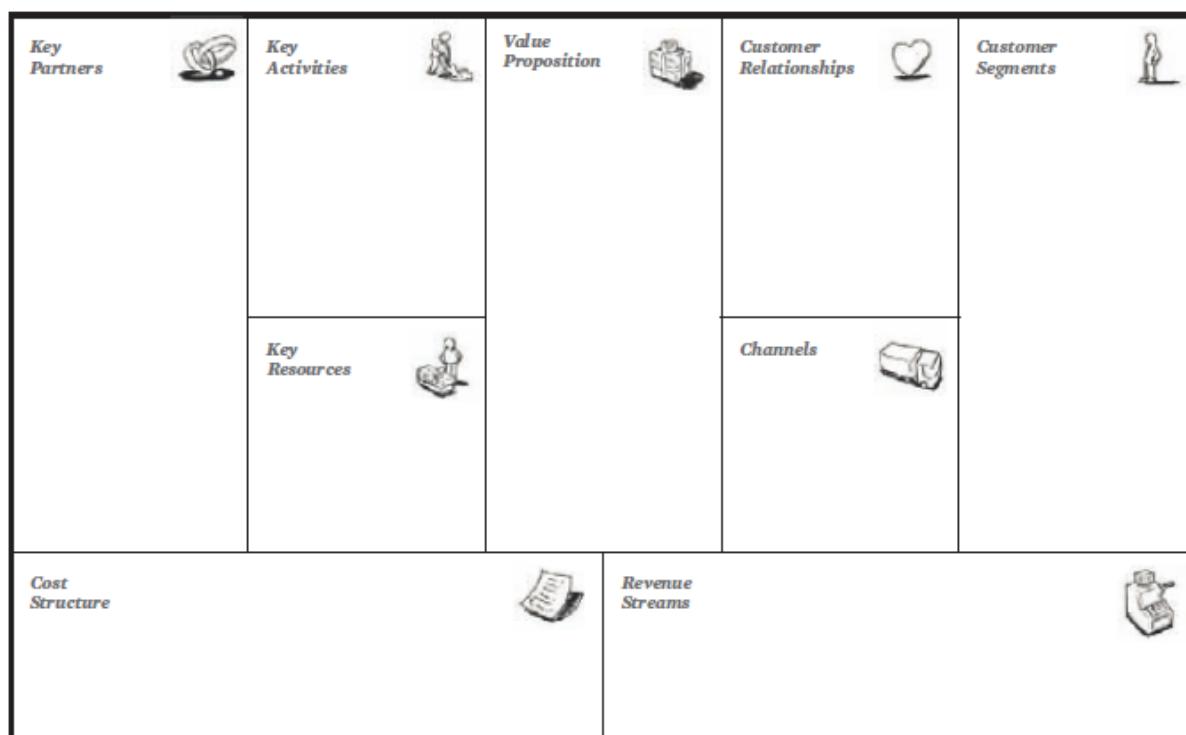 Key
Partners
Key
Activities
Value
Proposition
Customer
Relationships
Customer
Segments
Key
Resources
Channels
Cost
Structure
Revenue
Streams